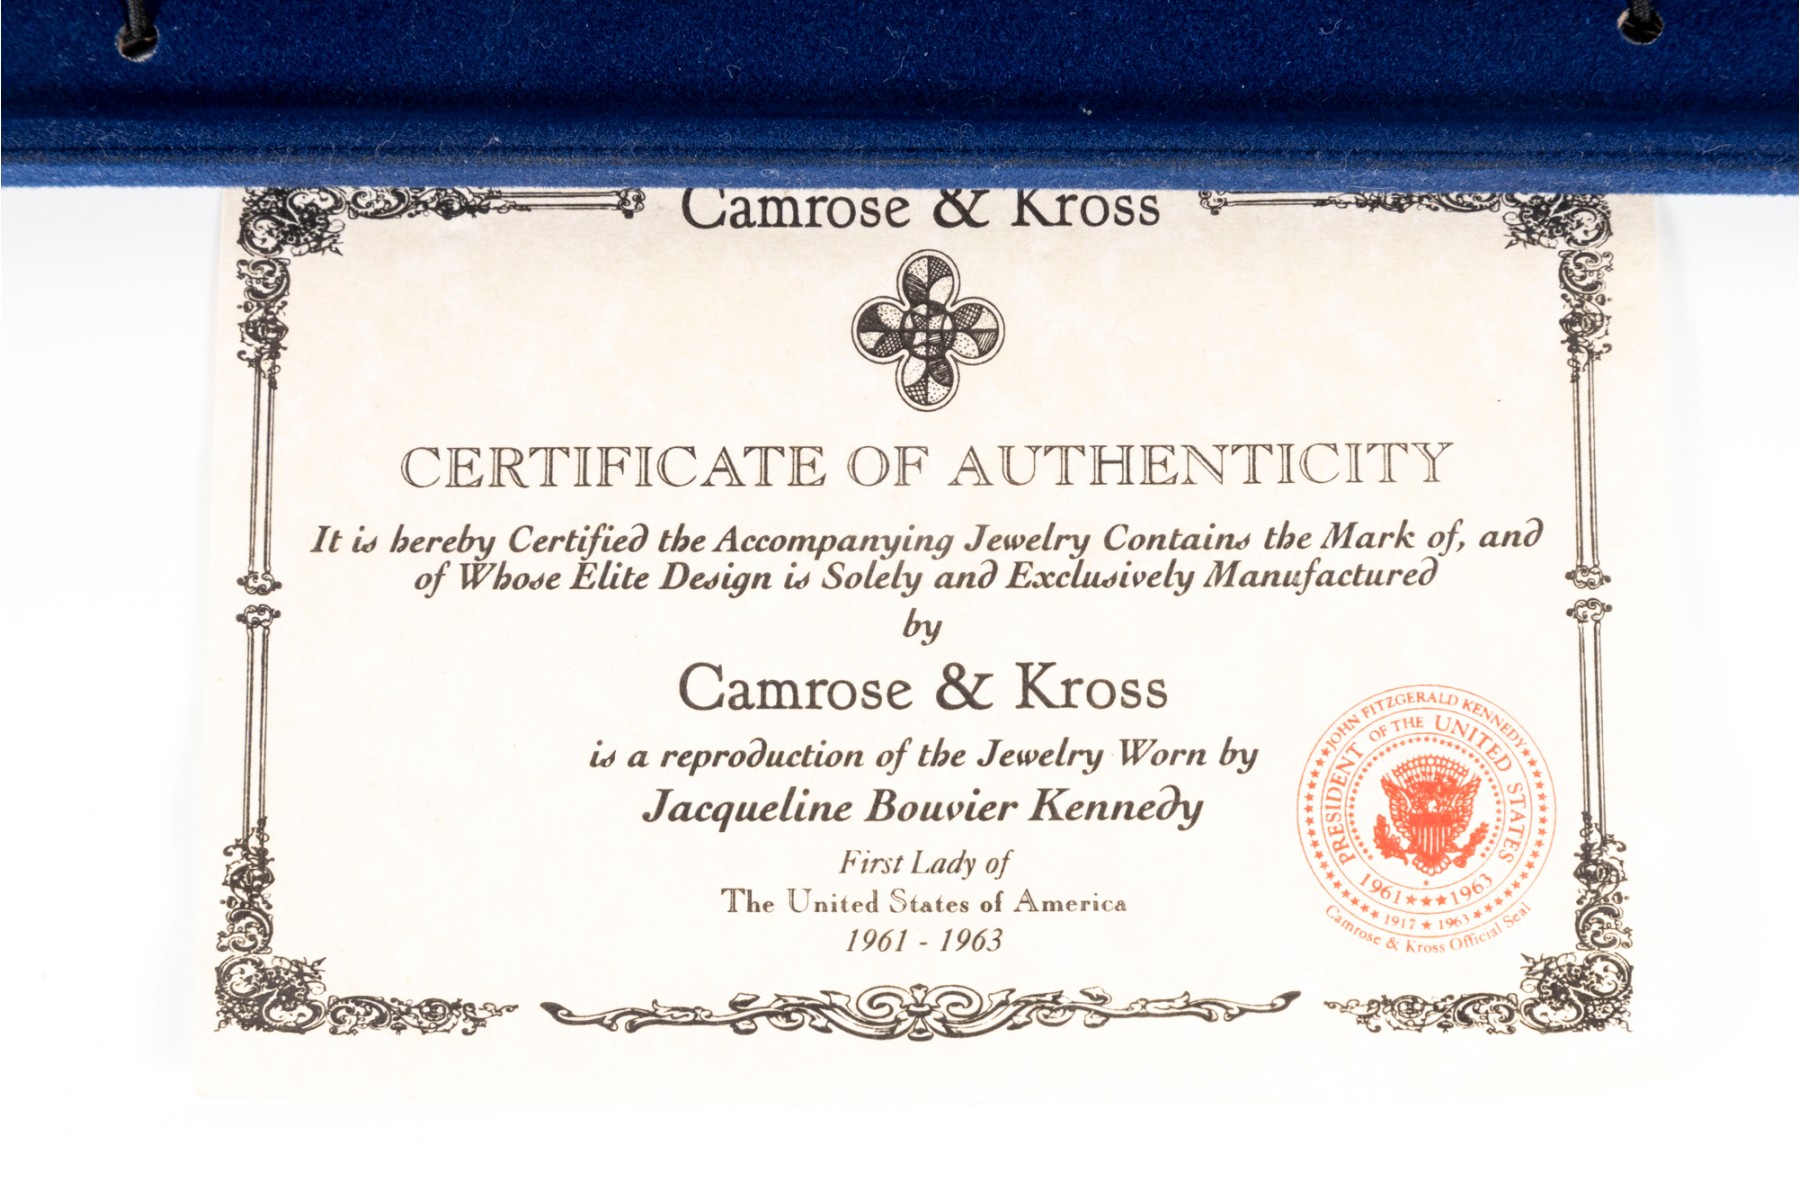 Camrose & Kross
CERTIFICATE OF AUTHENTICITY
It is hereby Certified the Accompanying Jewelry Contains the Mark of, and
of Whose Elite Design is Solely and Exclusively Manufactured
by
Camrose & Kross
is a reproduction of the Jewelry Worn by
Jacqueline Bouvier Kennedy
First Lady of
The United States of America
1961 - 1963
JOHN FITZGERALD KENNEDY
PRESIDENT OF THE UNITED STATES
1961 ★★★ 1963
1917 ★ 1963
Camrose & Kross Official Seal